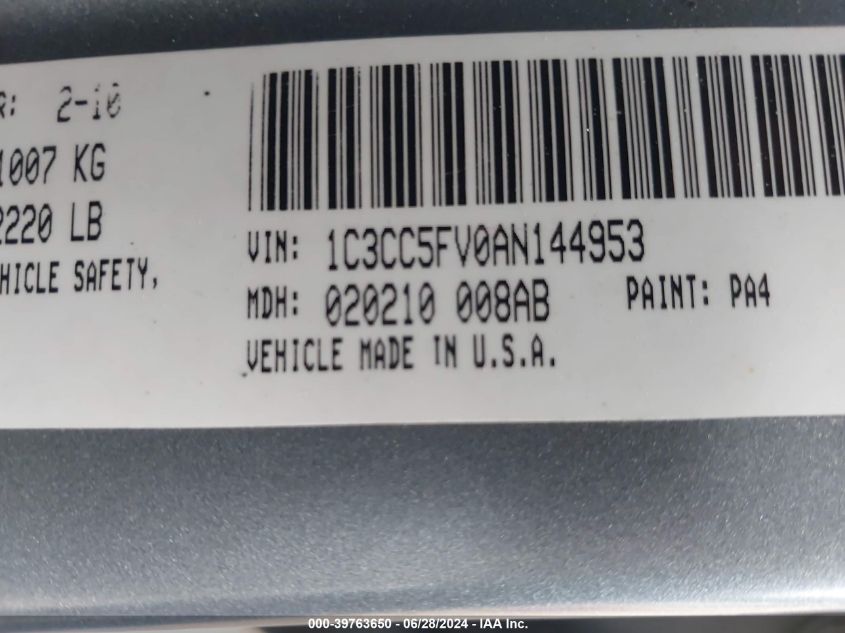 R: 2-10
1007 KG
2220 LB
HICLE SAFETY,
VIN: 1C3CC5FV0AN144953
MDH: 020210 008AB PAINT: PA4
VEHICLE MADE IN U.S.A.
000-39763650 - 06/28/2024 - IAA Inc.